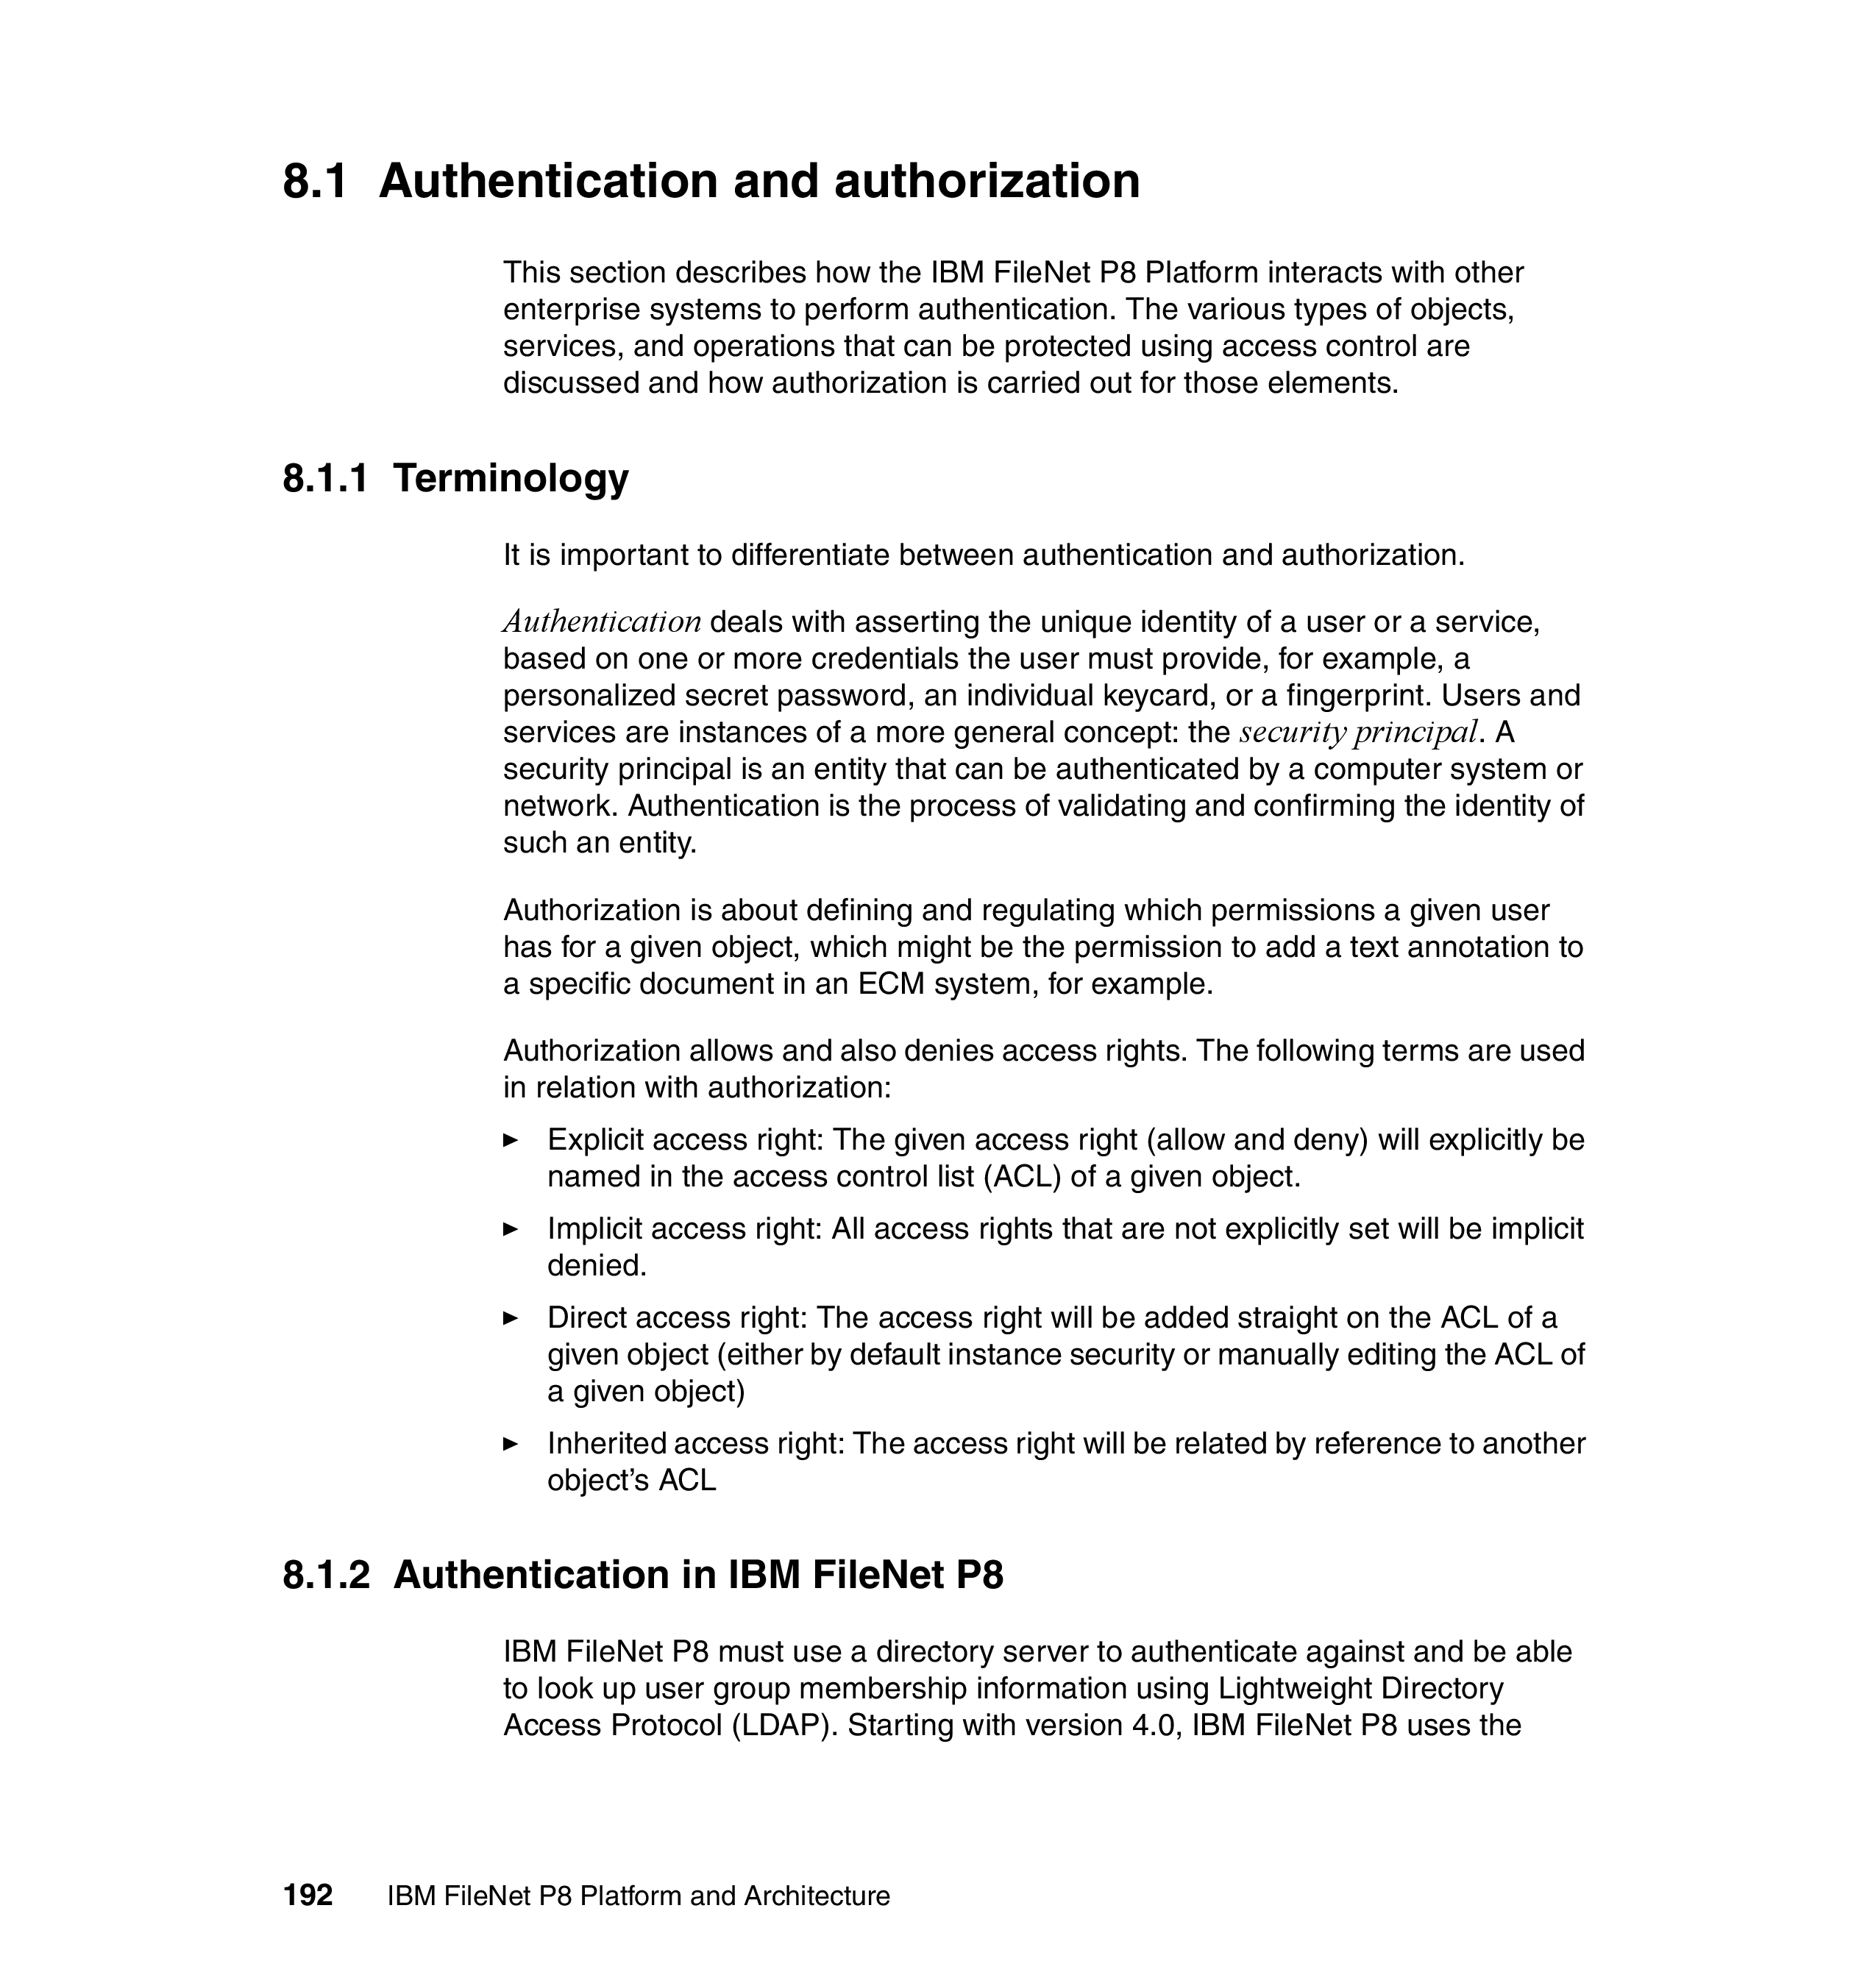 8.1 Authentication and authorization
This section describes how the IBM FileNet P8 Platform interacts with other
enterprise systems to perform authentication. The various types of objects,
services, and operations that can be protected using access control are
discussed and how authorization is carried out for those elements.
8.1.1 Terminology
It is important to differentiate between authentication and authorization.
Authentication deals with asserting the unique identity of a user or a service,
based on one or more credentials the user must provide, for example, a
personalized secret password, an individual keycard, or a fingerprint. Users and
services are instances of a more general concept: the security principal. A
security principal is an entity that can be authenticated by a computer system or
network. Authentication is the process of validating and confirming the identity of
such an entity.
Authorization is about defining and regulating which permissions a given user
has for a given object, which might be the permission to add a text annotation to
a specific document in an ECM system, for example.
Authorization allows and also denies access rights. The following terms are used
in relation with authorization:
► Explicit access right: The given access right (allow and deny) will explicitly be
named in the access control list (ACL) of a given object.
► Implicit access right: All access rights that are not explicitly set will be implicit
denied.
► Direct access right: The access right will be added straight on the ACL of a
given object (either by default instance security or manually editing the ACL of
a given object)
► Inherited access right: The access right will be related by reference to another
object’s ACL
8.1.2 Authentication in IBM FileNet P8
IBM FileNet P8 must use a directory server to authenticate against and be able
to look up user group membership information using Lightweight Directory
Access Protocol (LDAP). Starting with version 4.0, IBM FileNet P8 uses the
192 IBM FileNet P8 Platform and Architecture